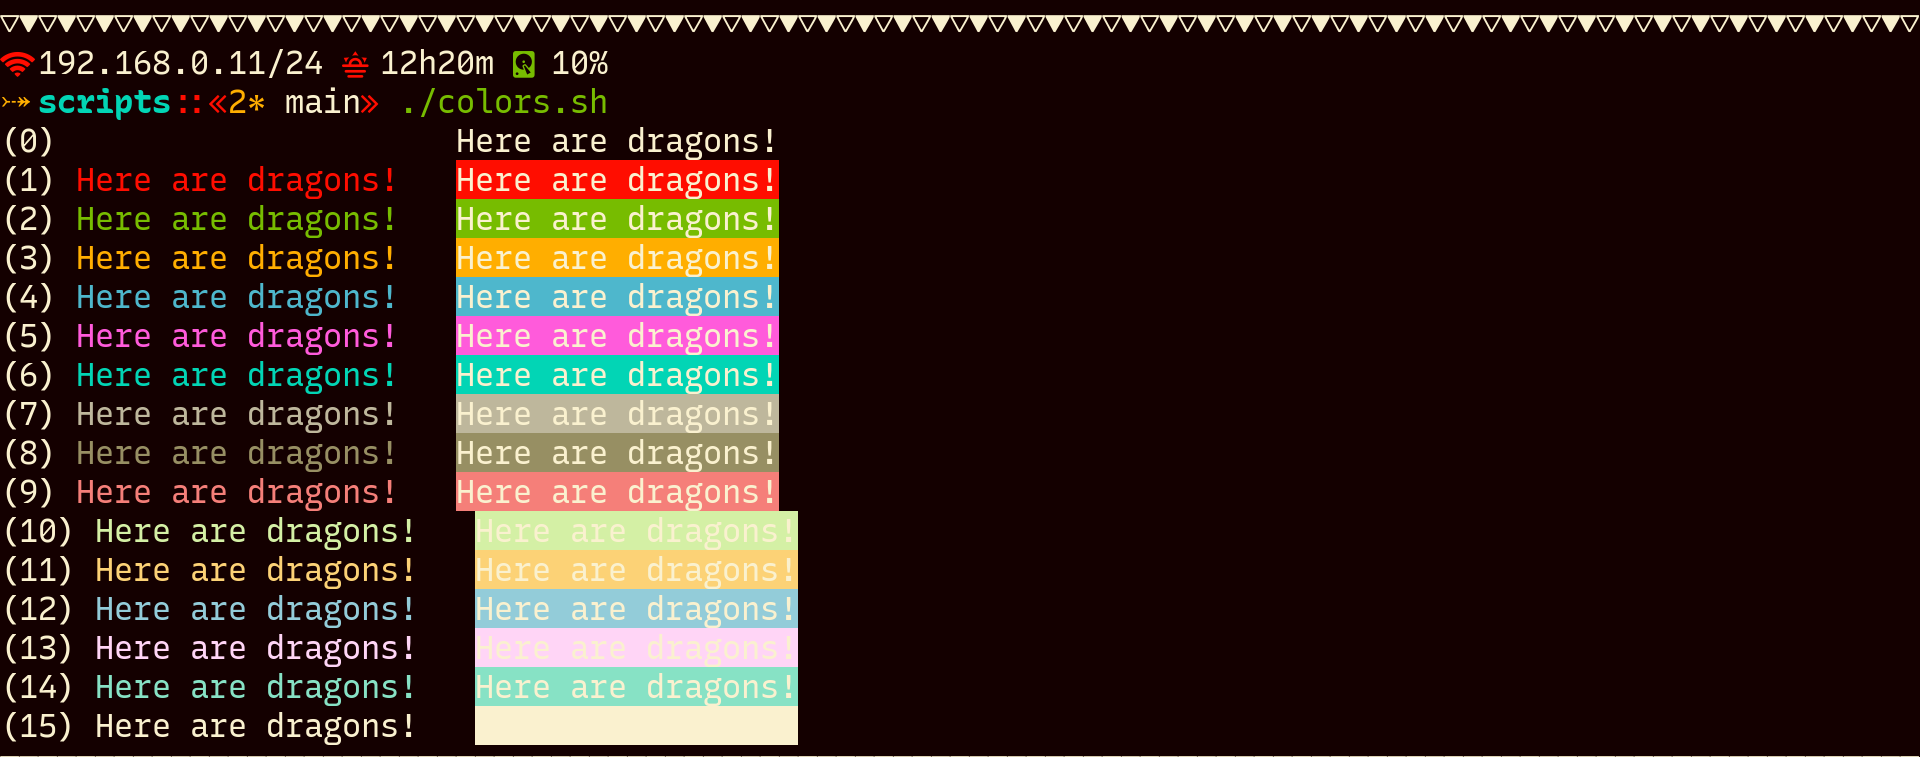 192.168.0.11/24 12h20m 10%
scripts::«2* main» ./colors.sh
(0) Here are dragons!
(1) Here are dragons! Here are dragons!
(2) Here are dragons! Here are dragons!
(3) Here are dragons! Here are dragons!
(4) Here are dragons! Here are dragons!
(5) Here are dragons! Here are dragons!
(6) Here are dragons! Here are dragons!
(7) Here are dragons! Here are dragons!
(8) Here are dragons! Here are dragons!
(9) Here are dragons! Here are dragons!
(10) Here are dragons! Here are dragons!
(11) Here are dragons! Here are dragons!
(12) Here are dragons! Here are dragons!
(13) Here are dragons! Here are dragons!
(14) Here are dragons! Here are dragons!
(15) Here are dragons!